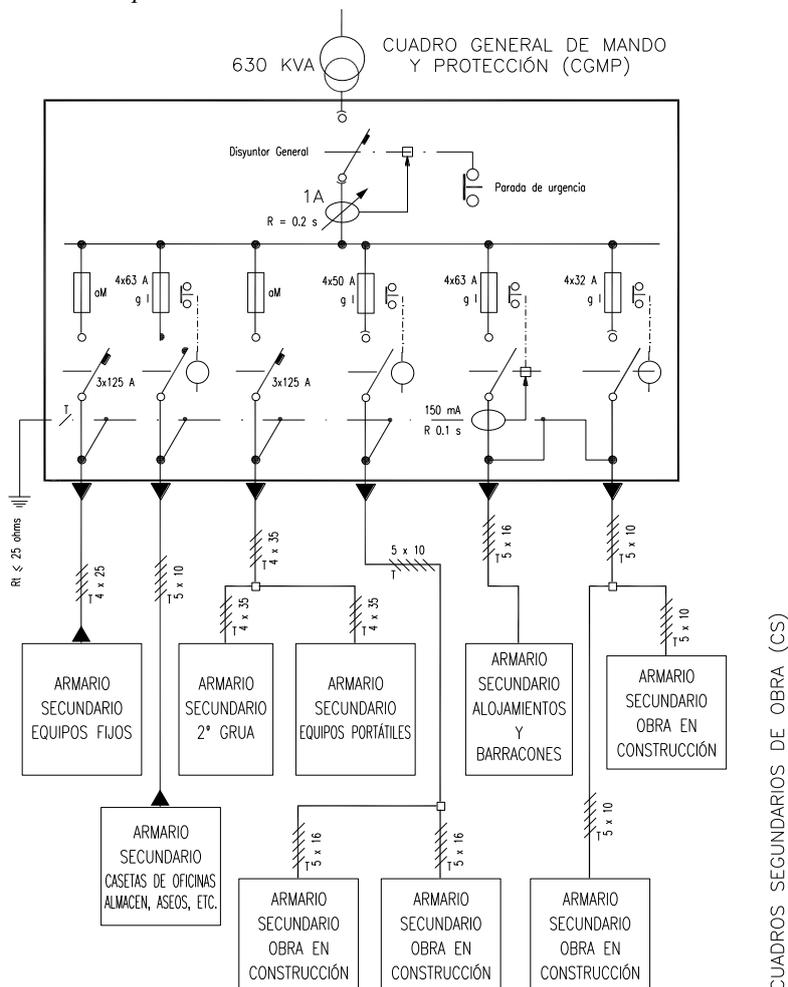 CUADRO GENERAL DE MANDO
Y PROTECCIÓN (CGMP)
630 KVA
Disyuntor General
Parada de urgencia
1A
R = 0.2 s
aM
4x63 A
g I
aM
4x50 A
g I
4x63 A
g I
4x32 A
g I
3x125 A
3x125 A
150 mA
R 0.1 s
T
Rt ≤ 25 ohms
T 4 x 25
T 5 x 10
T 4 x 35
5 x 10
T
T 5 x 16
T 5 x 10
T 4 x 35
T 4 x 35
T 5 x 10
ARMARIO
SECUNDARIO
EQUIPOS FIJOS
ARMARIO
SECUNDARIO
2° GRUA
ARMARIO
SECUNDARIO
EQUIPOS PORTÁTILES
ARMARIO
SECUNDARIO
ALOJAMIENTOS
Y
BARRACONES
ARMARIO
SECUNDARIO
OBRA EN
CONSTRUCCIÓN
ARMARIO
SECUNDARIO
CASETAS DE OFICINAS
ALMACEN, ASEOS, ETC.
T 5 x 16
T 5 x 16
T 5 x 10
ARMARIO
SECUNDARIO
OBRA EN
CONSTRUCCIÓN
ARMARIO
SECUNDARIO
OBRA EN
CONSTRUCCIÓN
ARMARIO
SECUNDARIO
OBRA EN
CONSTRUCCIÓN
CUADROS SEGUNDARIOS DE OBRA (CS)